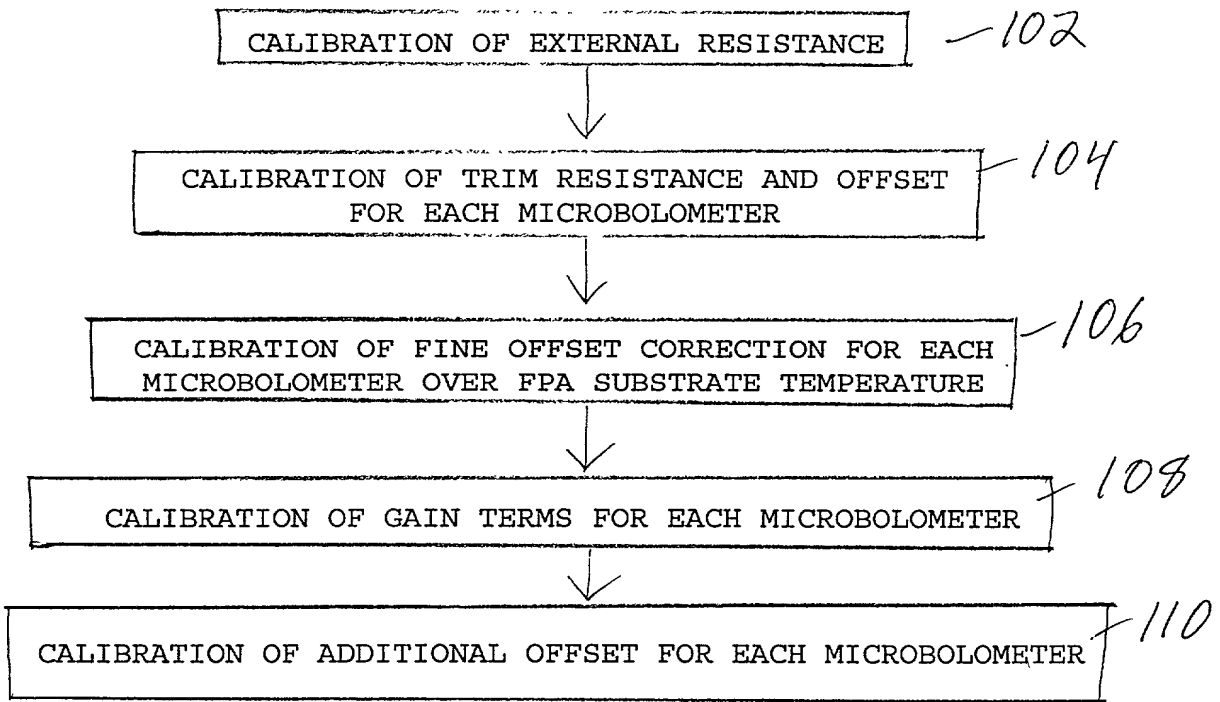 CALIBRATION OF EXTERNAL RESISTANCE 102
CALIBRATION OF TRIM RESISTANCE AND OFFSET 104
FOR EACH MICROBOLOMETER
CALIBRATION OF FINE OFFSET CORRECTION FOR EACH 106
MICROBOLOMETER OVER FPA SUBSTRATE TEMPERATURE
CALIBRATION OF GAIN TERMS FOR EACH MICROBOLOMETER 108
CALIBRATION OF ADDITIONAL OFFSET FOR EACH MICROBOLOMETER 110